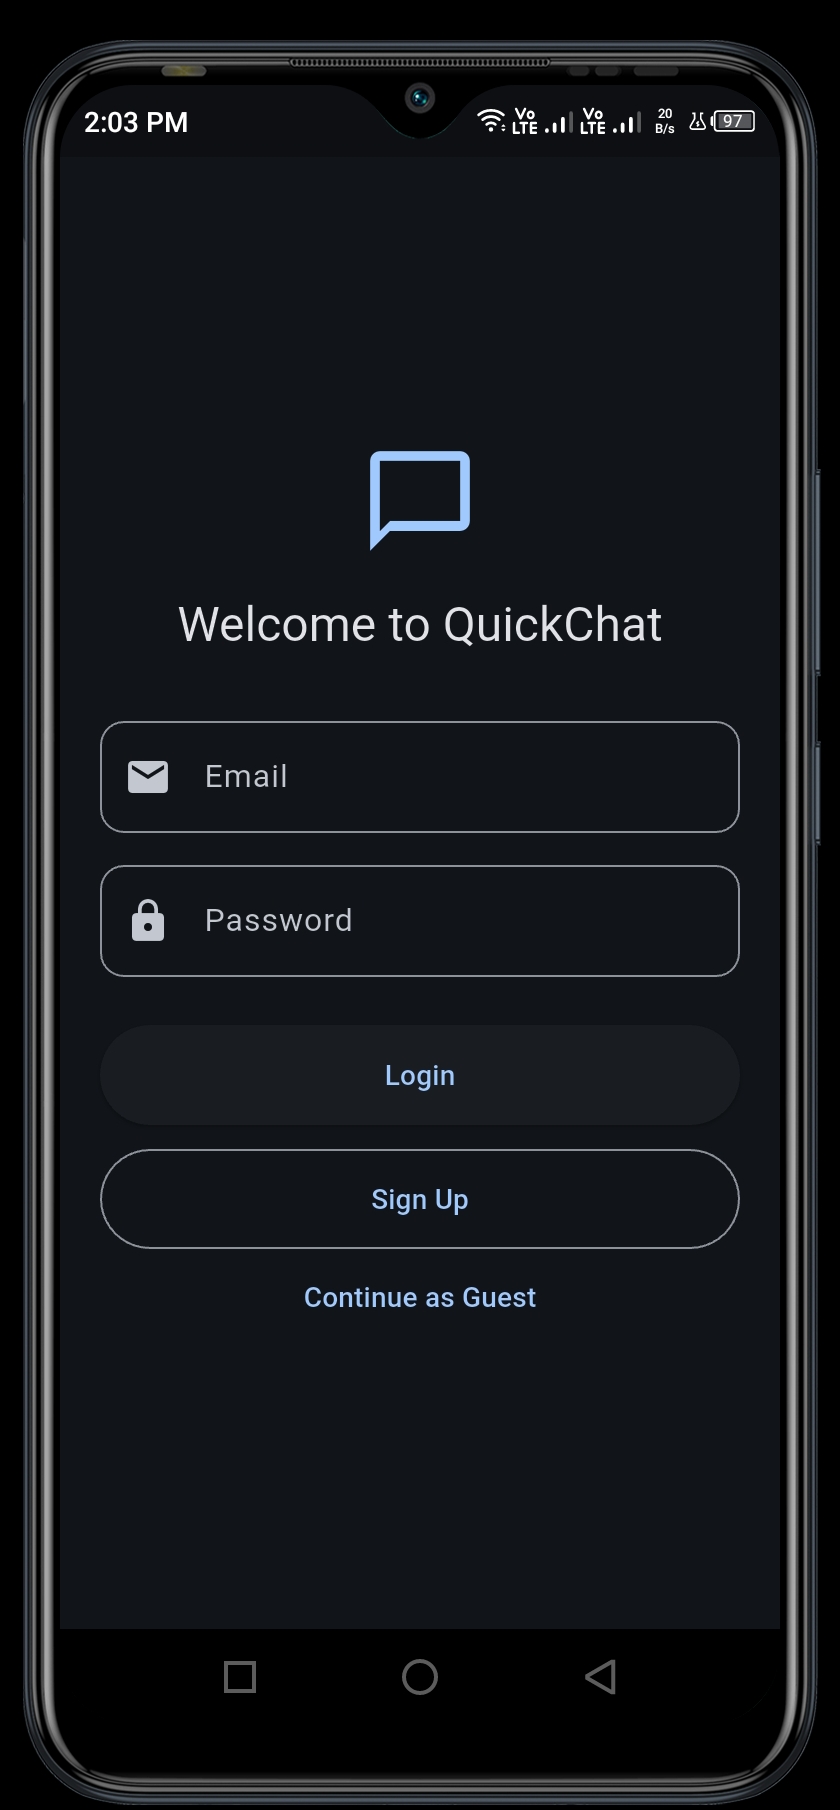 2:03 PM
Vo LTE Vo LTE 20 B/s 97
Welcome to QuickChat
Email
Password
Login
Sign Up
Continue as Guest